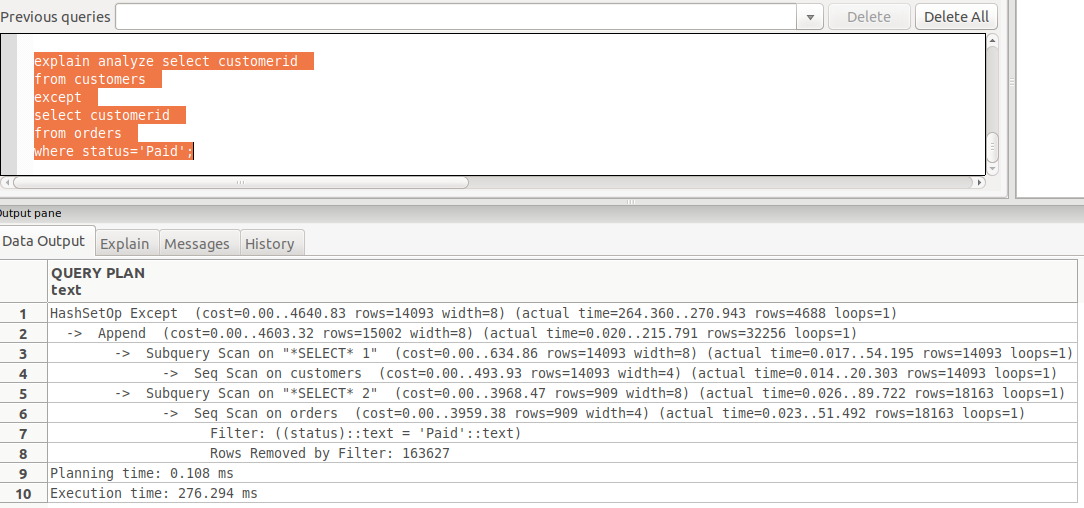 Previous queries Delete Delete All
explain analyze select customerid
from customers
except
select customerid
from orders
where status='Paid';
Output pane
Data Output Explain Messages History
QUERY PLAN
text
1 HashSetOp Except (cost=0.00..4640.83 rows=14093 width=8) (actual time=264.360..270.943 rows=4688 loops=1)
2 -> Append (cost=0.00..4603.32 rows=15002 width=8) (actual time=0.020..215.791 rows=32256 loops=1)
3 -> Subquery Scan on "*SELECT* 1" (cost=0.00..634.86 rows=14093 width=8) (actual time=0.017..54.195 rows=14093 loops=1)
4 -> Seq Scan on customers (cost=0.00..493.93 rows=14093 width=4) (actual time=0.014..20.303 rows=14093 loops=1)
5 -> Subquery Scan on "*SELECT* 2" (cost=0.00..3968.47 rows=909 width=8) (actual time=0.026..89.722 rows=18163 loops=1)
6 -> Seq Scan on orders (cost=0.00..3959.38 rows=909 width=4) (actual time=0.023..51.492 rows=18163 loops=1)
7 Filter: ((status)::text = 'Paid'::text)
8 Rows Removed by Filter: 163627
9 Planning time: 0.108 ms
10 Execution time: 276.294 ms